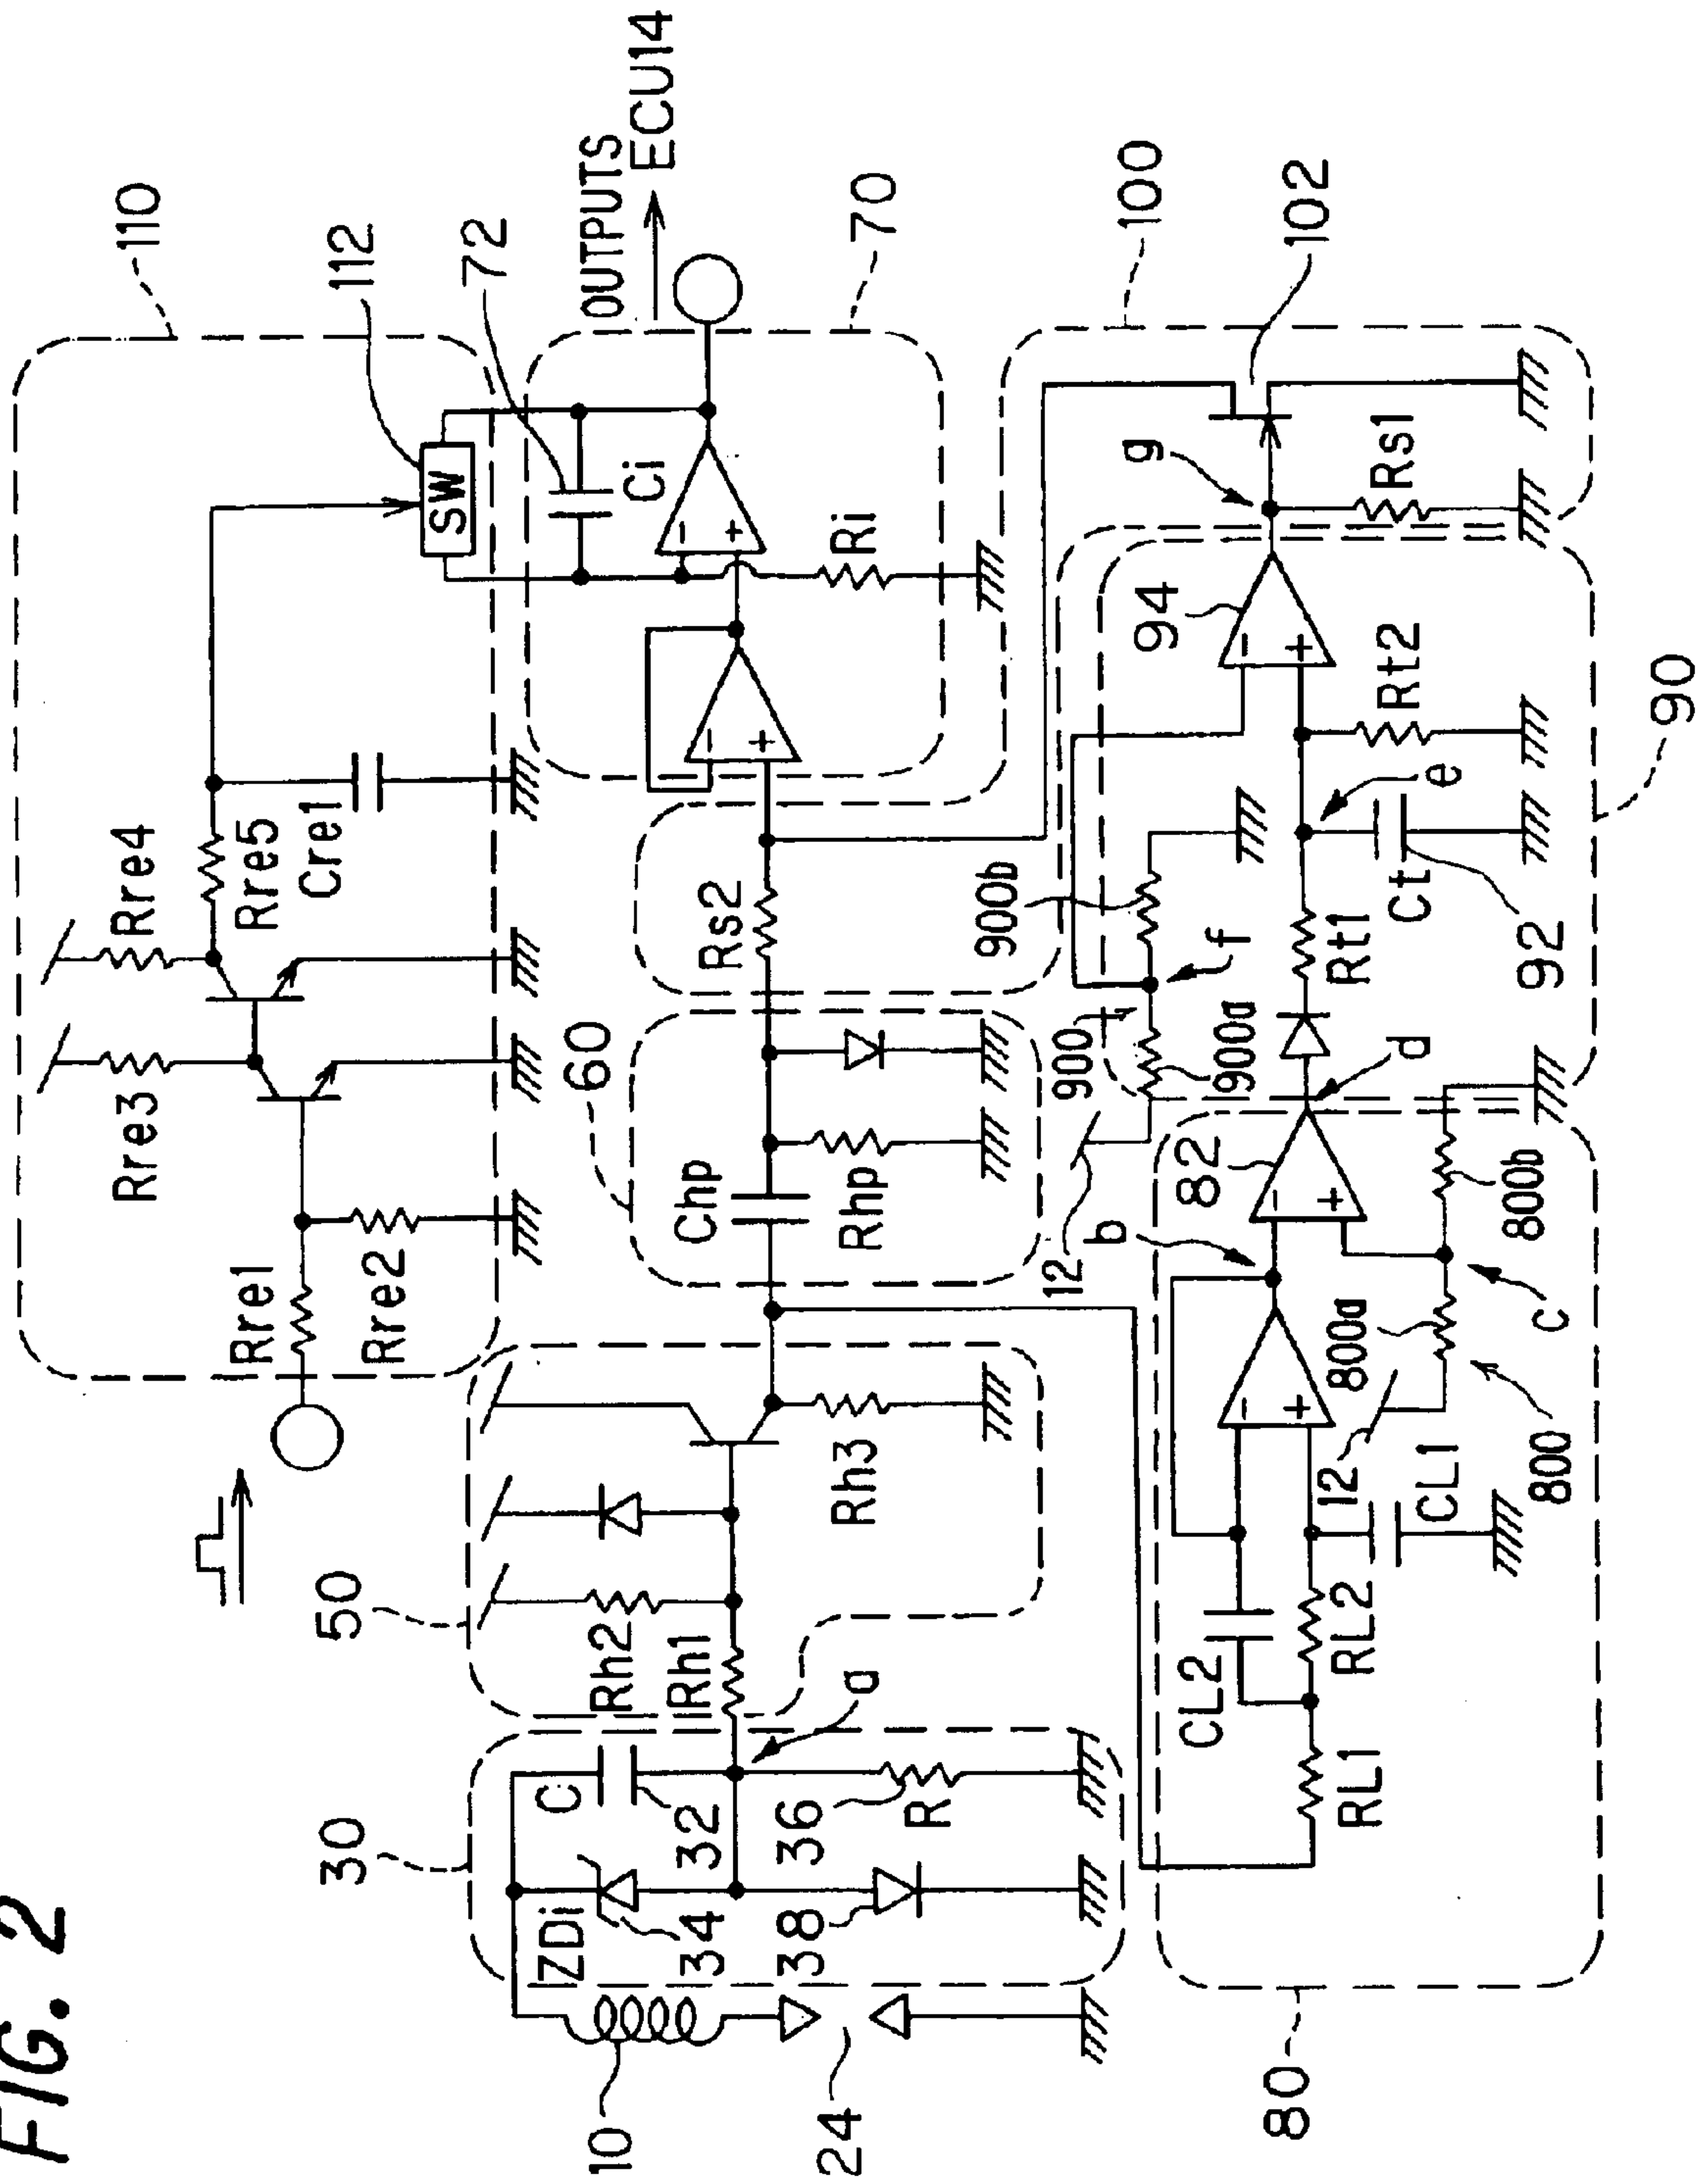 FIG. 2
110
Rre4
Rre3
Rre5
Cre1
Rre1
Rre2
112
SW
72
OUTPUTS
ECU14
Ci
Ri
70
50
Rh2
Rh1
Rh3
60
Chp
Rhp
Rs2
100
102
30
C
32
ZDi
34
36
R
38
a
10
24
12
900
900a
900b
f
94
g
Rs1
Rt2
Rt1
e
Ct
92
90
80
CL2
RL2
RL1
CL1
12
b
82
d
800a
800b
c
800
- + - + - + - + - +